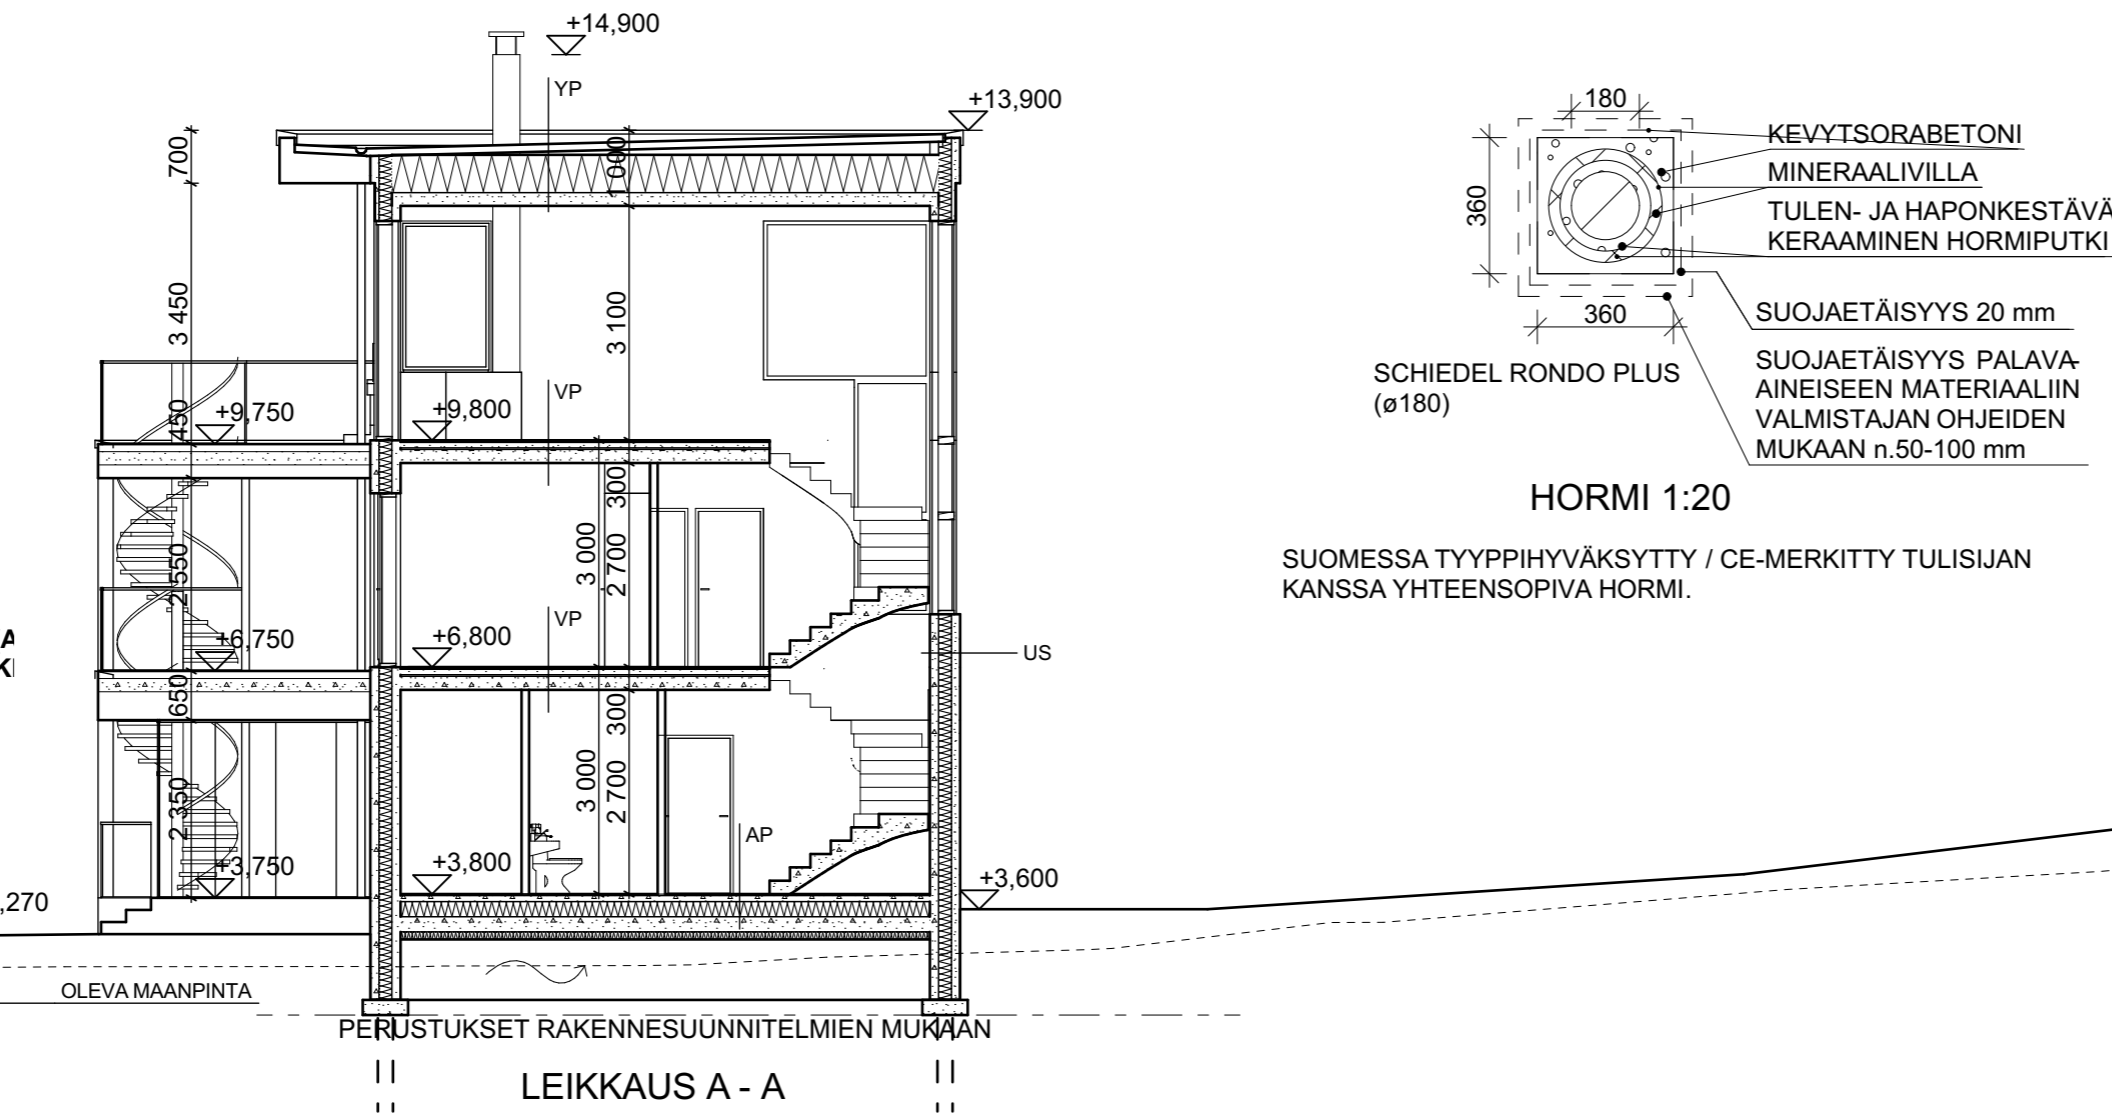 +14,900
YP
+13,900
700
1 000
3 450
3 100
450
+9,750
+9,800
VP
300
3 000
2 700
2 550
VP
+6,750
+6,800
US
650
300
3 000
2 700
2 350
AP
+3,750
+3,800
+3,600
,270
OLEVA MAANPINTA
PERUSTUKSET RAKENNESUUNNITELMIEN MUKAAN
LEIKKAUS A - A
180
360
360
KEVYTSORABETONI
MINERAALIVILLA
TULEN- JA HAPONKESTÄVÄ
KERAAMINEN HORMIPUTKI
SUOJAETÄISYYS 20 mm
SUOJAETÄISYYS PALAVA-
AINEISEEN MATERIAALIIN
VALMISTAJAN OHJEIDEN
MUKAAN n.50-100 mm
SCHIEDEL RONDO PLUS
(ø180)
HORMI 1:20
SUOMESSA TYYPPIHYVÄKSYTTY / CE-MERKITTY TULISIJAN
KANSSA YHTEENSOPIVA HORMI.